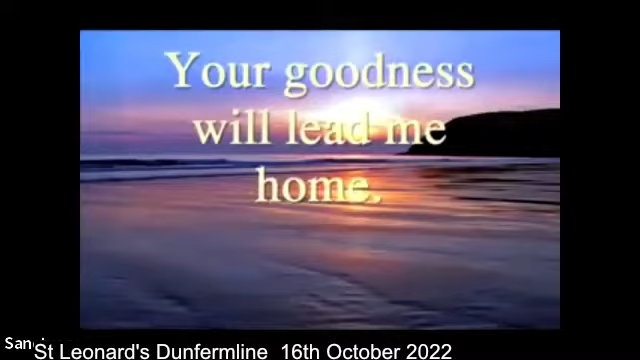 Your goodness
will lead me
home.
St Leonard's Dunfermline 16th October 2022